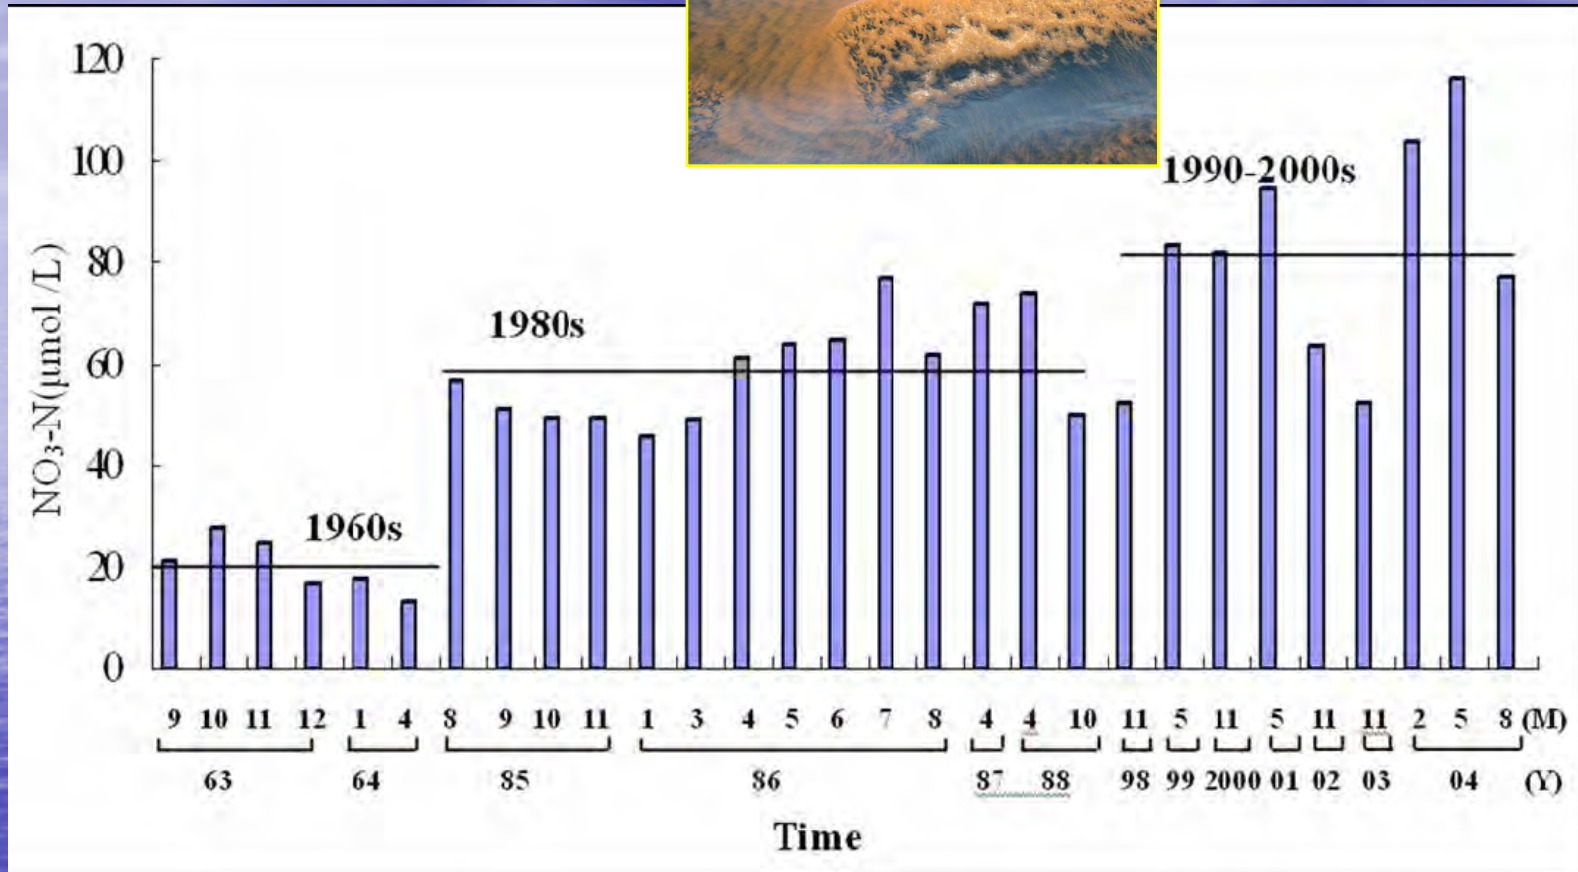 120
100
80
60
40
20
0
NO3-N(μmol /L)
1960s
1980s
1990-2000s
9 10 11 12 1 4 8 9 10 11 1 3 4 5 6 7 8 4 4 10 11 5 11 5 11 11 2 5 8 (M)
63 64 85 86 87 88 98 99 2000 01 02 03 04 (Y)
Time